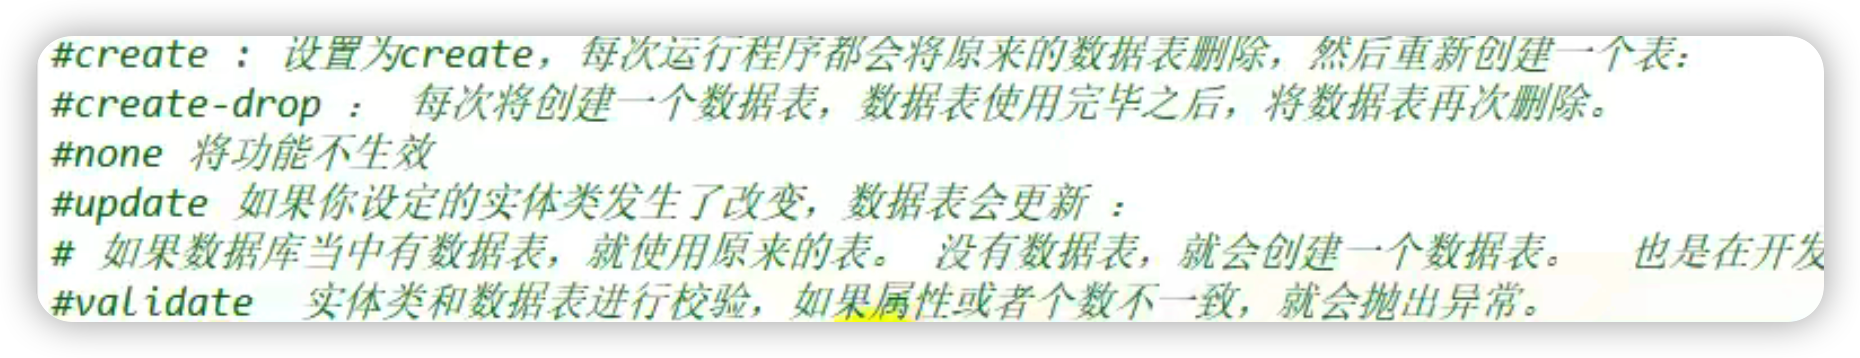 #create : 设置为create，每次运行程序都会将原来的数据表删除，然后重新创建一个表：
#create-drop ： 每次将创建一个数据表，数据表使用完毕之后，将数据表再次删除。
#none 将功能不生效
#update 如果你设定的实体类发生了改变，数据表会更新 ：
# 如果数据库当中有数据表，就使用原来的表。 没有数据表，就会创建一个数据表。 也是在开发
#validate 实体类和数据表进行校验，如果属性或者个数不一致，就会抛出异常。